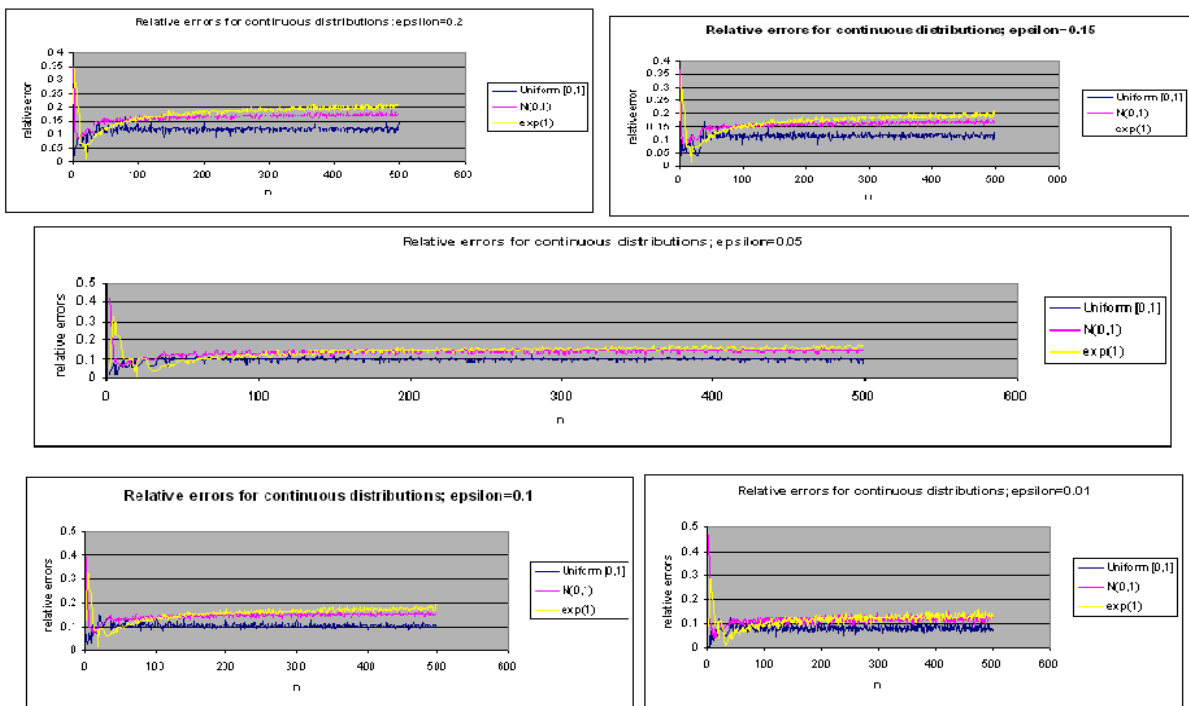 Relative errors for continuous distributions; epsilon=0.2
relative error
0.4
0.35
0.3
0.25
0.2
0.15
0.1
0.05
0
0 100 200 300 400 500 600
n
Uniform [0,1]
N(0,1)
exp(1)
Relative errors for continuous distributions; epsilon=0.15
relative error
0.4
0.35
0.3
0.25
0.2
0.15
0.1
0.05
0
0 100 200 300 400 500 600
n
Uniform [0,1]
N(0,1)
exp(1)
Relative errors for continuous distributions; epsilon=0.05
relative errors
0.5
0.4
0.3
0.2
0.1
0
0 100 200 300 400 500 600
n
Uniform [0,1]
N(0,1)
exp(1)
Relative errors for continuous distributions; epsilon=0.1
relative errors
0.5
0.4
0.3
0.2
0.1
0
0 100 200 300 400 500 600
n
Uniform [0,1]
N(0,1)
exp(1)
Relative errors for continuous distributions; epsilon=0.01
relative errors
0.5
0.4
0.3
0.2
0.1
0
0 100 200 300 400 500 600
n
Uniform [0,1]
N(0,1)
exp(1)